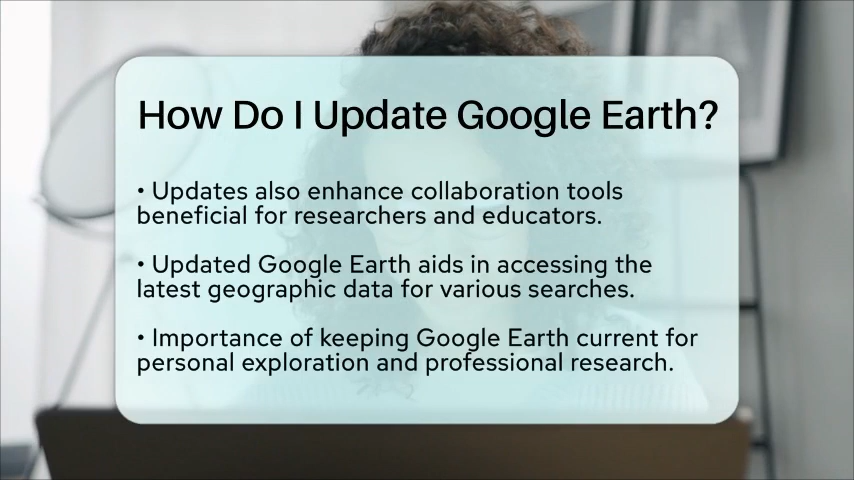 How Do I Update Google Earth?
• Updates also enhance collaboration tools
beneficial for researchers and educators.
• Updated Google Earth aids in accessing the
latest geographic data for various searches.
• Importance of keeping Google Earth current for
personal exploration and professional research.